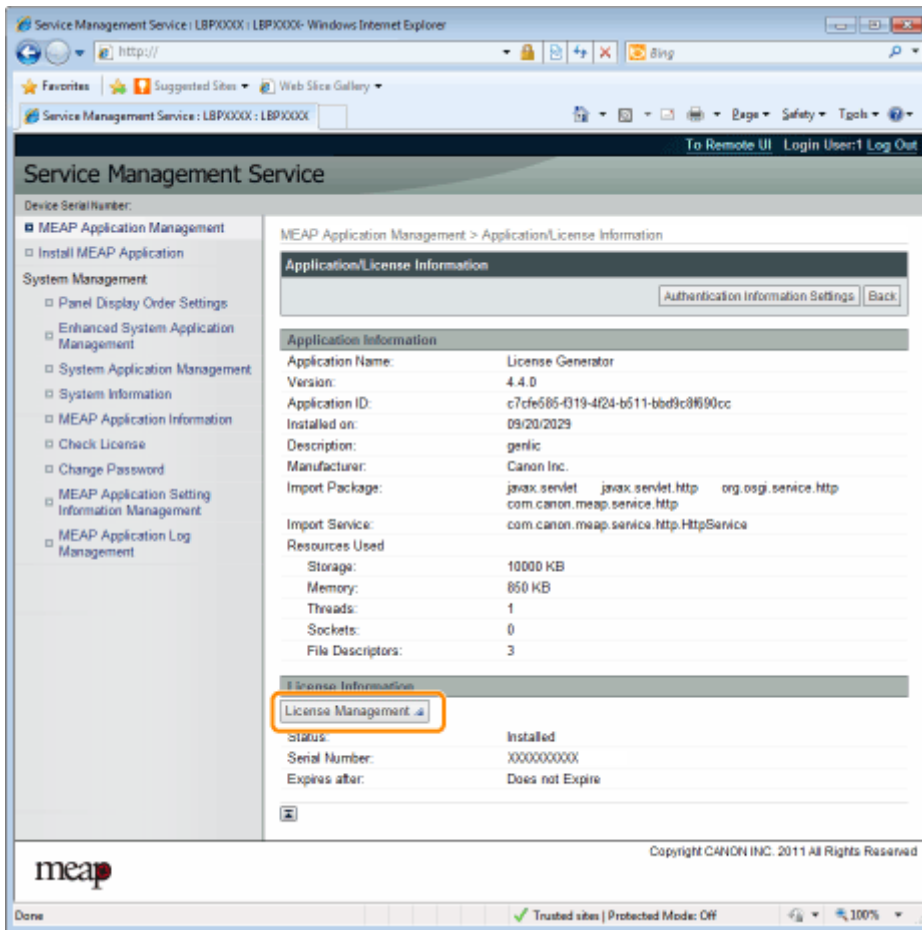 Service Management Service : LBPXXXX : LBPXXXX- Windows Internet Explorer
http://
Bing
Favorites Suggested Sites Web Slice Gallery
Service Management Service : LBPXXXX : LBPXXXX
Page Safety Tools
To Remote UI Login User:1 Log Out
Service Management Service
Device Serial Number:
MEAP Application Management
Install MEAP Application
System Management
Panel Display Order Settings
Enhanced System Application
Management
System Application Management
System Information
MEAP Application Information
Check License
Change Password
MEAP Application Setting
Information Management
MEAP Application Log
Management
MEAP Application Management > Application/License Information
Application/License Information
Authentication Information Settings Back
Application Information
Application Name: License Generator
Version: 4.4.0
Application ID: c7cfe585-f319-4f24-b511-bbd9c8f690cc
Installed on: 09/20/2029
Description: genlic
Manufacturer: Canon Inc.
Import Package: javax.servlet javax.servlet.http org.osgi.service.http
com.canon.meap.service.http
Import Service: com.canon.meap.service.http.HttpService
Resources Used
Storage: 10000 KB
Memory: 850 KB
Threads: 1
Sockets: 0
File Descriptors: 3
License Information
License Management
Status: Installed
Serial Number: XXXXXXXXXX
Expires after: Does not Expire
Copyright CANON INC. 2011 All Rights Reserved
meap
Done Trusted sites | Protected Mode: Off 100%